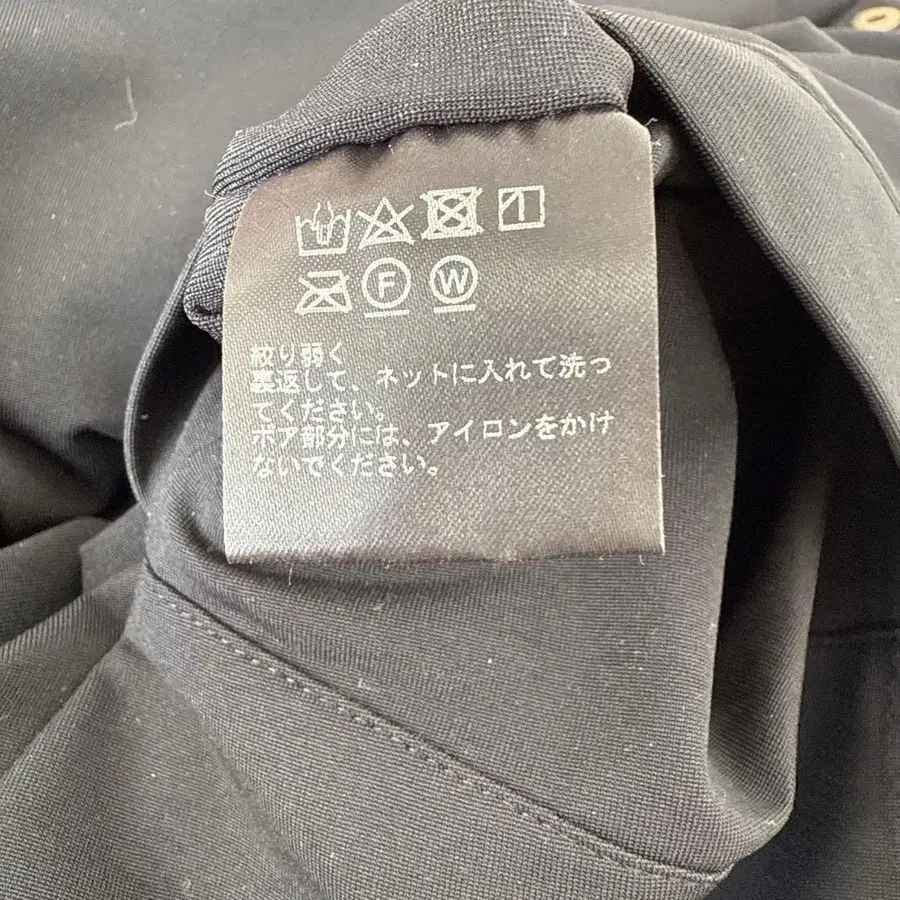 F W
絞り弱く
裏返して、ネットに入れて洗っ
てください。
ボア部分には、アイロンをかけ
ないでください。